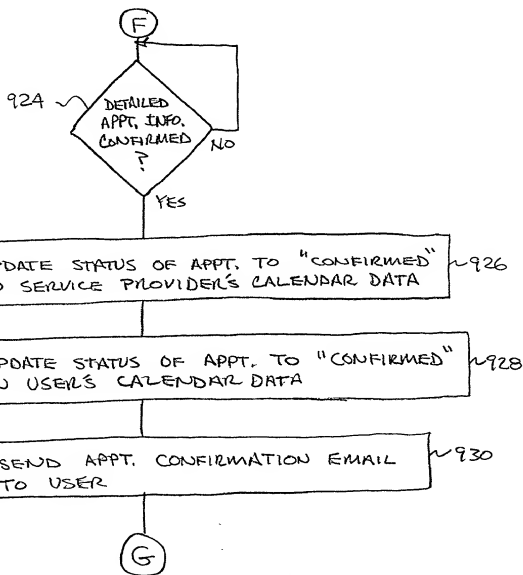 F
924
DETAILED
APPT. INFO.
CONFIRMED
?
NO
YES
PDATE STATUS OF APPT. TO "CONFIRMED"
SERVICE PROVIDER'S CALENDAR DATA
926
PDATE STATUS OF APPT. TO "CONFIRMED"
USER'S CALENDAR DATA
928
SEND APPT. CONFIRMATION EMAIL
TO USER
930
G